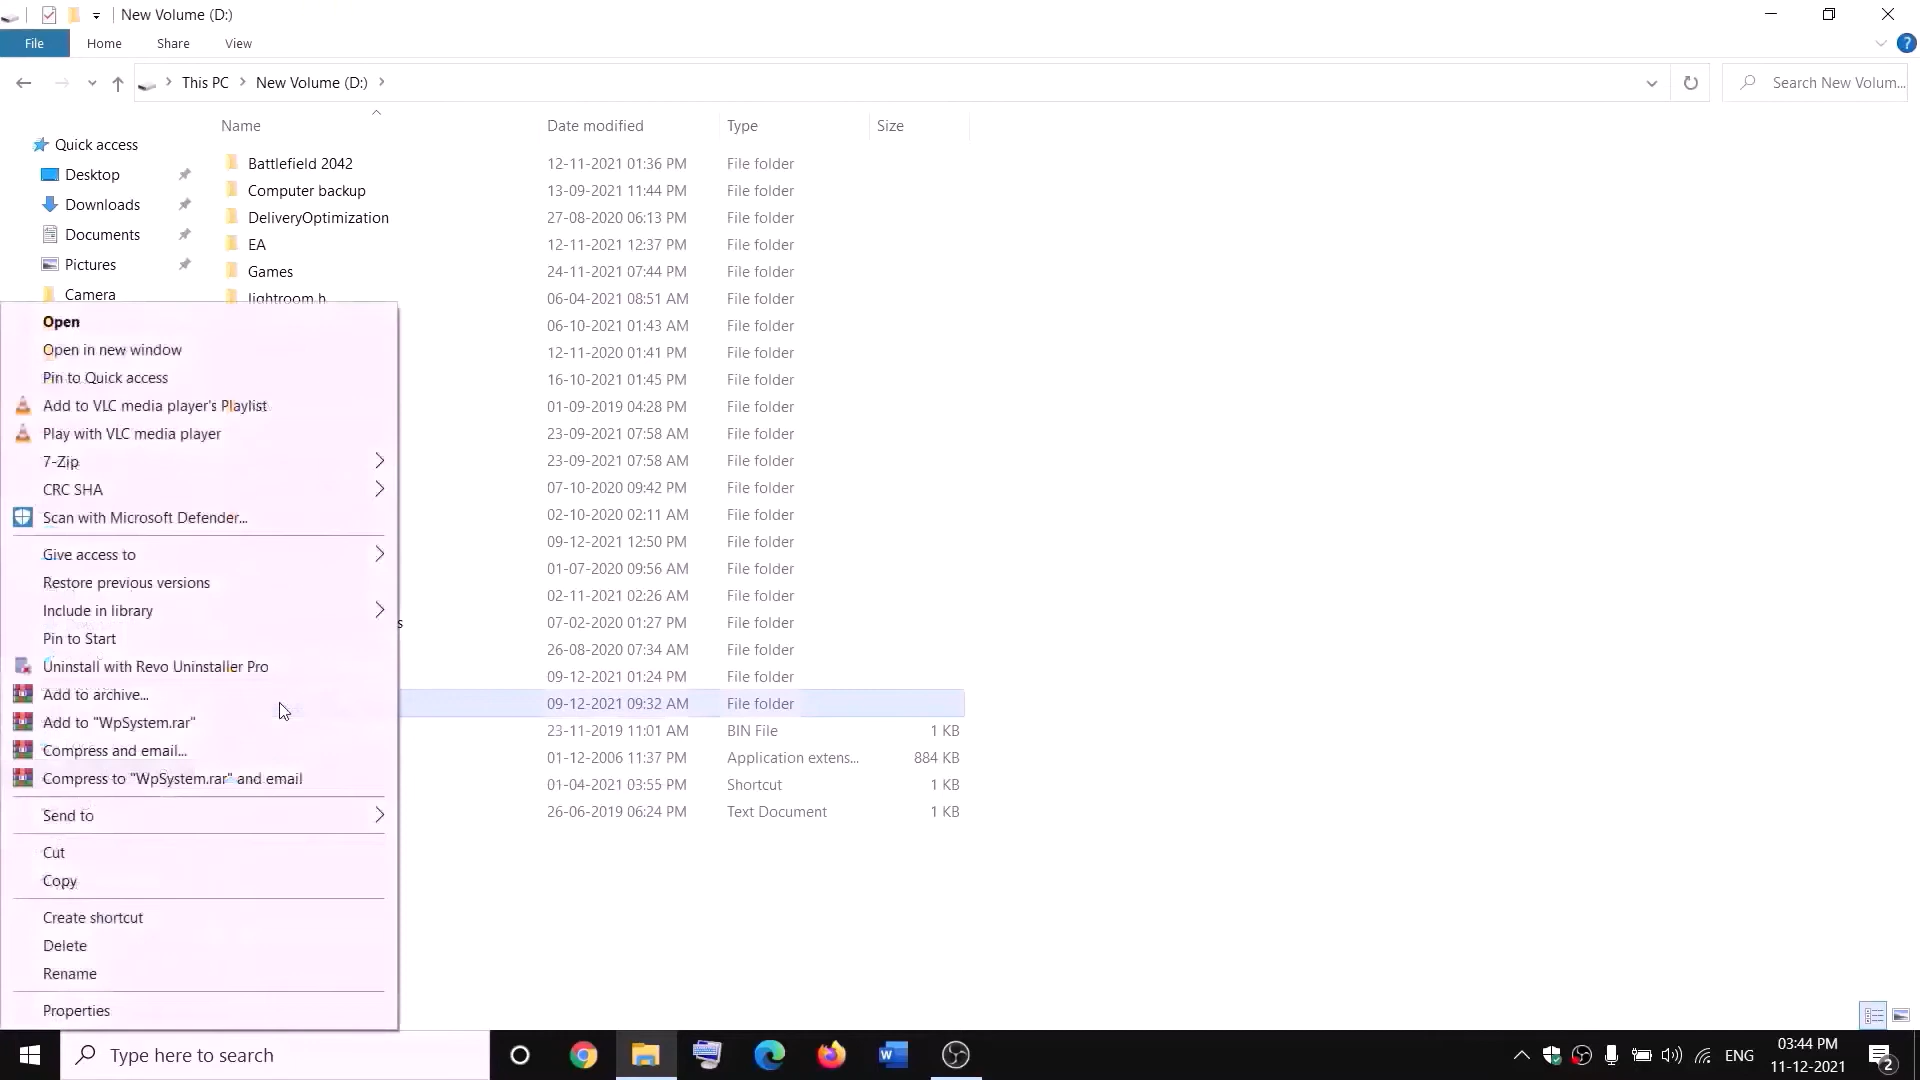 New Volume (D:)
File Home Share View
This PC New Volume (D:) Search New Volum...
Name Date modified Type Size
Quick access
Desktop
Downloads
Documents
Pictures
Camera
Battlefield 2042 12-11-2021 01:36 PM File folder
Computer backup 13-09-2021 11:44 PM File folder
DeliveryOptimization 27-08-2020 06:13 PM File folder
EA 12-11-2021 12:37 PM File folder
Games 24-11-2021 07:44 PM File folder
lightroom h 06-04-2021 08:51 AM File folder
06-10-2021 01:43 AM File folder
12-11-2020 01:41 PM File folder
16-10-2021 01:45 PM File folder
01-09-2019 04:28 PM File folder
23-09-2021 07:58 AM File folder
23-09-2021 07:58 AM File folder
07-10-2020 09:42 PM File folder
02-10-2020 02:11 AM File folder
09-12-2021 12:50 PM File folder
01-07-2020 09:56 AM File folder
02-11-2021 02:26 AM File folder
s 07-02-2020 01:27 PM File folder
26-08-2020 07:34 AM File folder
09-12-2021 01:24 PM File folder
09-12-2021 09:32 AM File folder
23-11-2019 11:01 AM BIN File 1 KB
01-12-2006 11:37 PM Application extens... 884 KB
01-04-2021 03:55 PM Shortcut 1 KB
26-06-2019 06:24 PM Text Document 1 KB
Open
Open in new window
Pin to Quick access
Add to VLC media player's Playlist
Play with VLC media player
7-Zip
CRC SHA
Scan with Microsoft Defender...
Give access to
Restore previous versions
Include in library
Pin to Start
Uninstall with Revo Uninstaller Pro
Add to archive...
Add to "WpSystem.rar"
Compress and email...
Compress to "WpSystem.rar" and email
Send to
Cut
Copy
Create shortcut
Delete
Rename
Properties
Type here to search
ENG
03:44 PM
11-12-2021
2